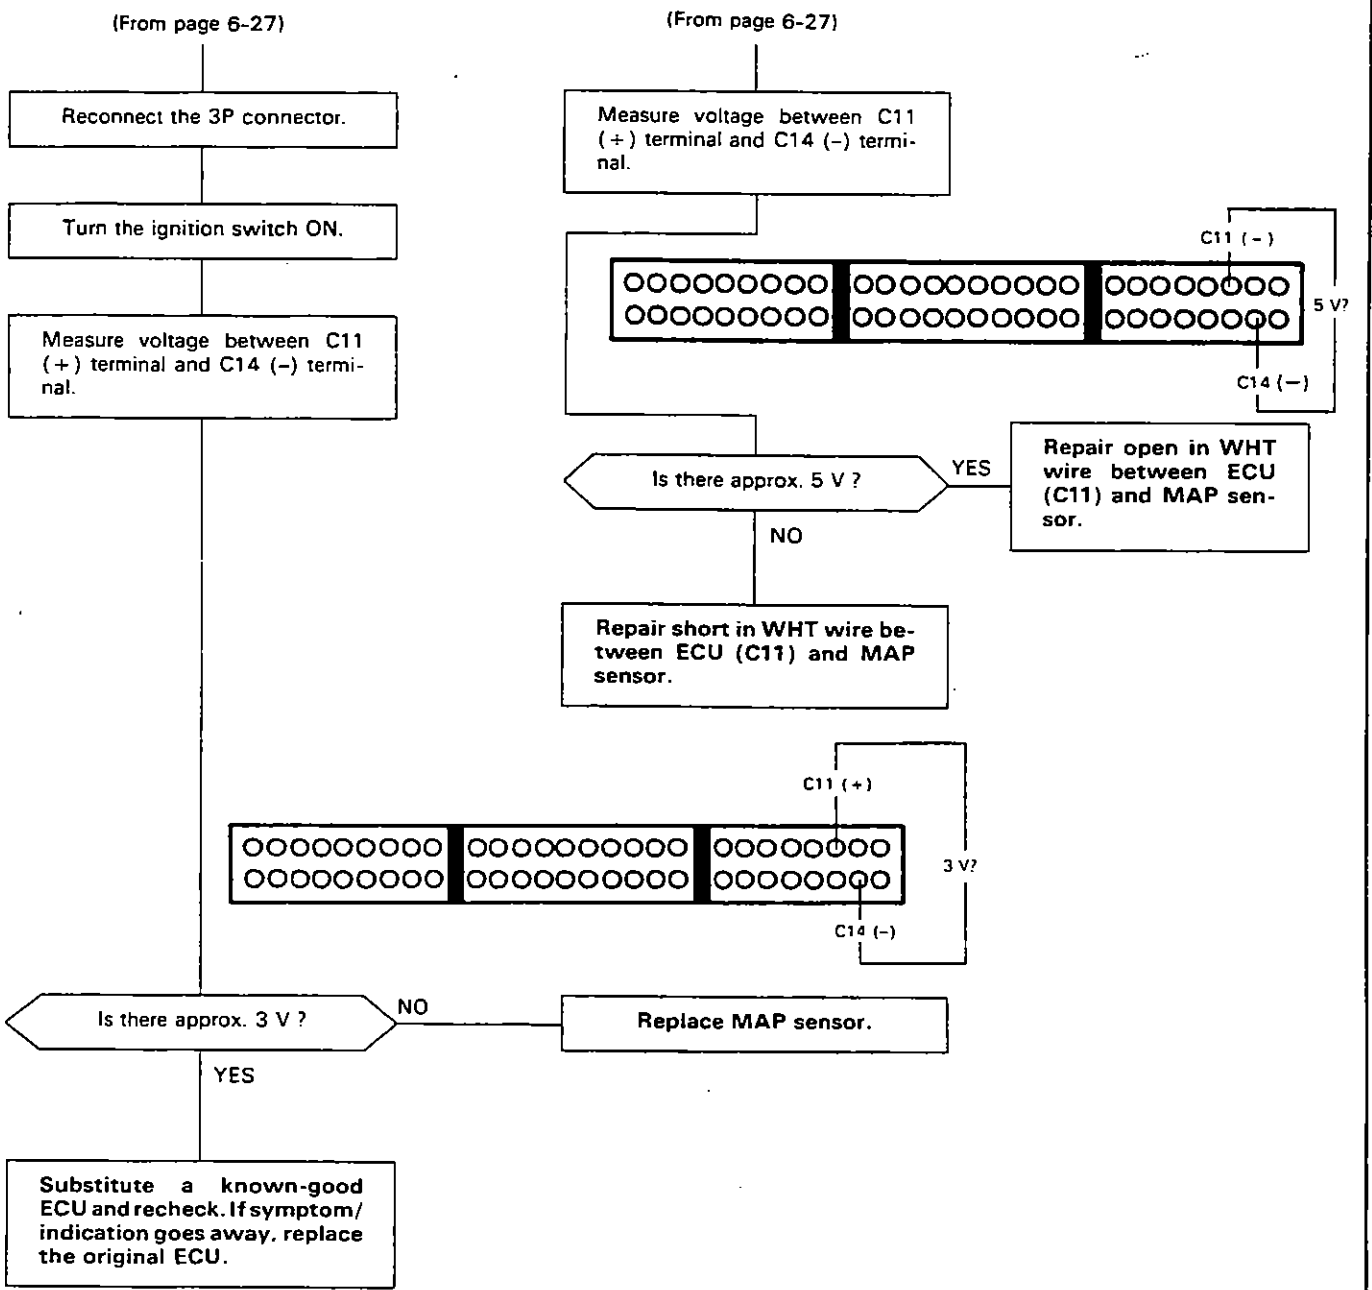 (From page 6-27)
Reconnect the 3P connector.
Turn the ignition switch ON.
Measure voltage between C11
(+) terminal and C14 (-) termi-
nal.
(From page 6-27)
Measure voltage between C11
(+) terminal and C14 (-) termi-
nal.
C11 (-)
5 V?
C14 (-)
Is there approx. 5 V ?
YES
Repair open in WHT
wire between ECU
(C11) and MAP sen-
sor.
NO
Repair short in WHT wire be-
tween ECU (C11) and MAP
sensor.
C11 (+)
3 V?
C14 (-)
Is there approx. 3 V ?
NO
Replace MAP sensor.
YES
Substitute a known-good
ECU and recheck. If symptom/
indication goes away, replace
the original ECU.